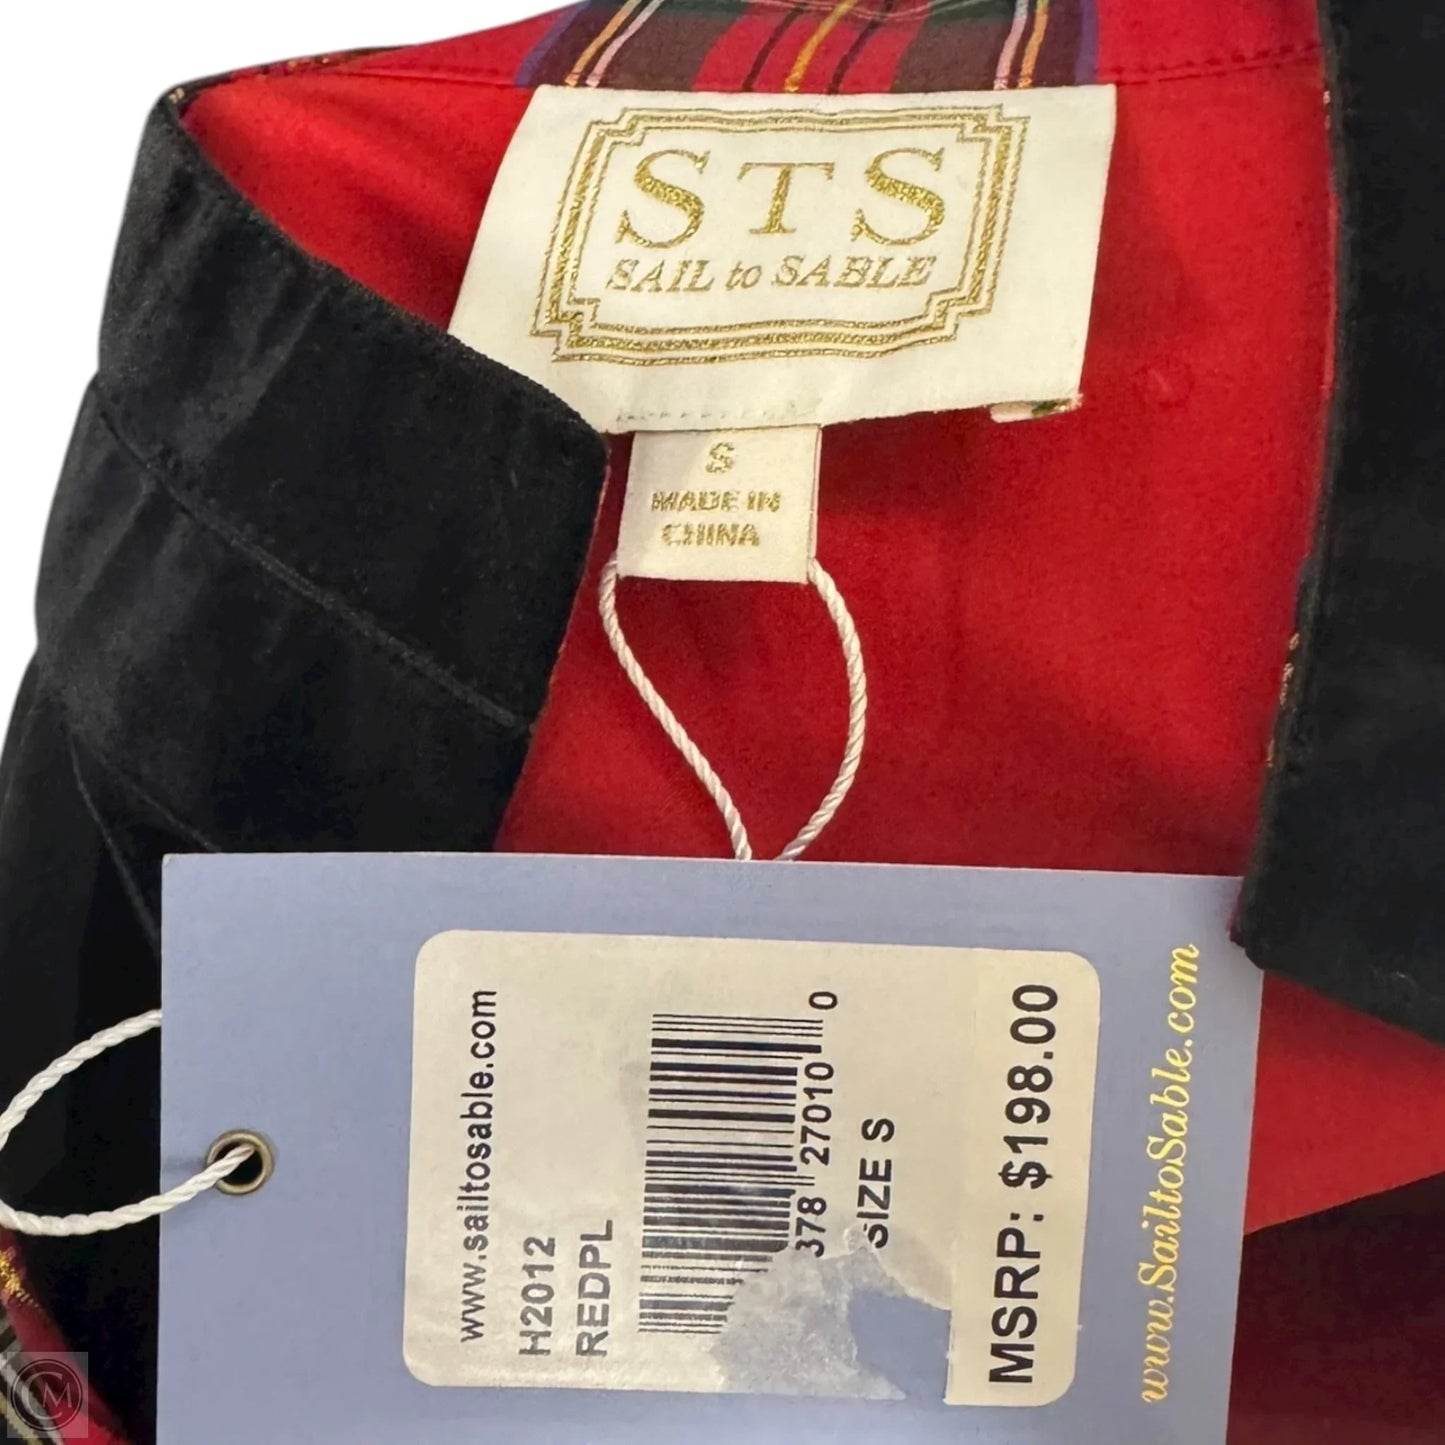 STS
SAIL to SABLE
S
MADE IN
CHINA
www.sailtosable.com
H2012
REDPL
378 27010 0
SIZE S
MSRP: $198.00
www.SailtoSable.com
CM